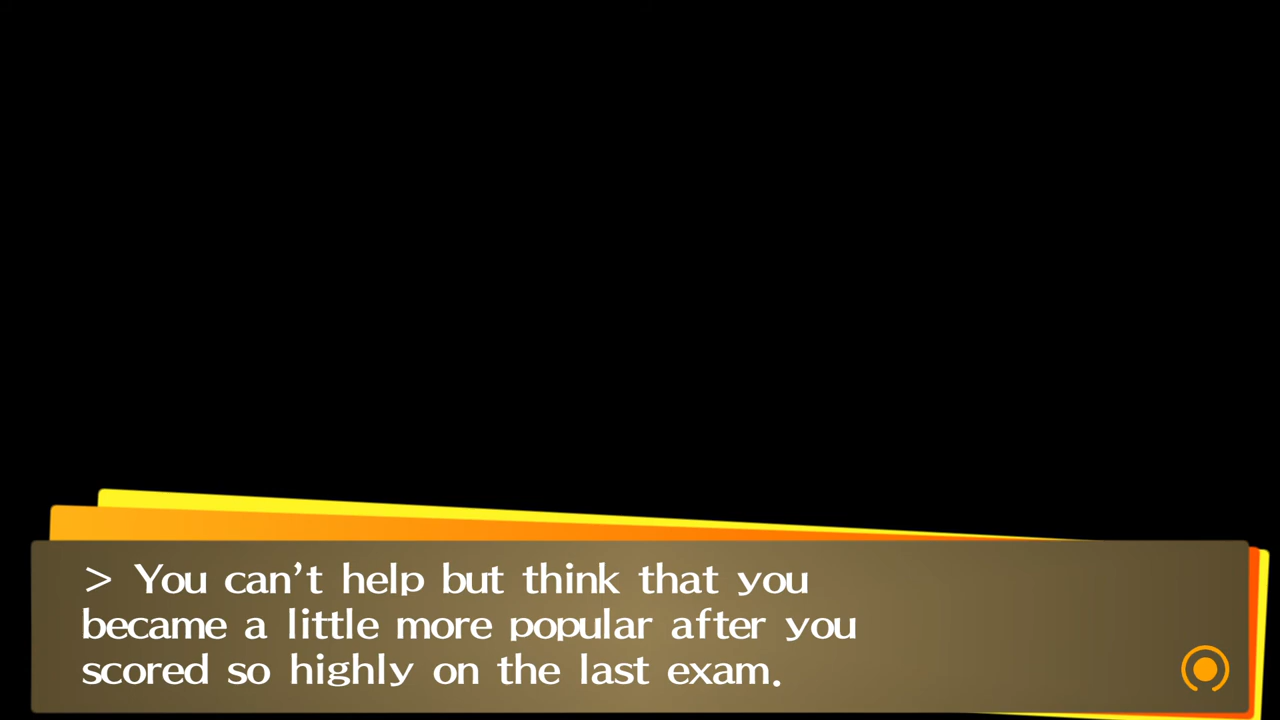 > You can't help but think that you
became a little more popular after you
scored so highly on the last exam.